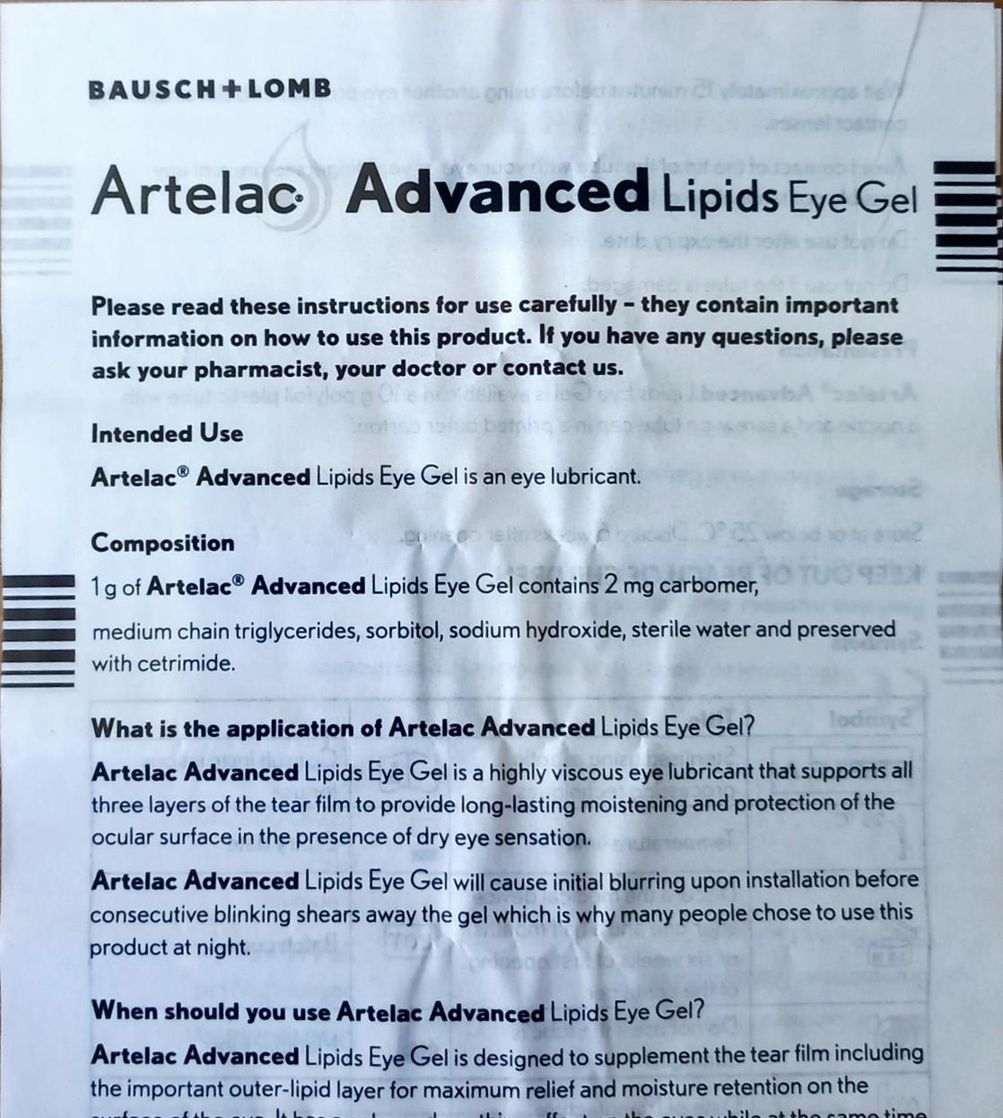 BAUSCH + LOMB
Artelac® Advanced Lipids Eye Gel
Please read these instructions for use carefully – they contain important
information on how to use this product. If you have any questions, please
ask your pharmacist, your doctor or contact us.
Intended Use
Artelac® Advanced Lipids Eye Gel is an eye lubricant.
Composition
1 g of Artelac® Advanced Lipids Eye Gel contains 2 mg carbomer,
medium chain triglycerides, sorbitol, sodium hydroxide, sterile water and preserved
with cetrimide.
What is the application of Artelac Advanced Lipids Eye Gel?
Artelac Advanced Lipids Eye Gel is a highly viscous eye lubricant that supports all
three layers of the tear film to provide long-lasting moistening and protection of the
ocular surface in the presence of dry eye sensation.
Artelac Advanced Lipids Eye Gel will cause initial blurring upon installation before
consecutive blinking shears away the gel which is why many people chose to use this
product at night.
When should you use Artelac Advanced Lipids Eye Gel?
Artelac Advanced Lipids Eye Gel is designed to supplement the tear film including
the important outer-lipid layer for maximum relief and moisture retention on the